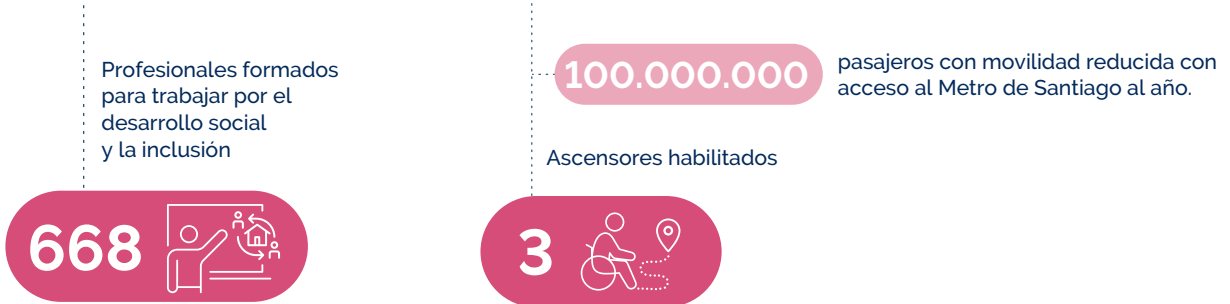 Profesionales formados
para trabajar por el
desarrollo social
y la inclusión
668
100.000.000
pasajeros con movilidad reducida con
acceso al Metro de Santiago al año.
Ascensores habilitados
3